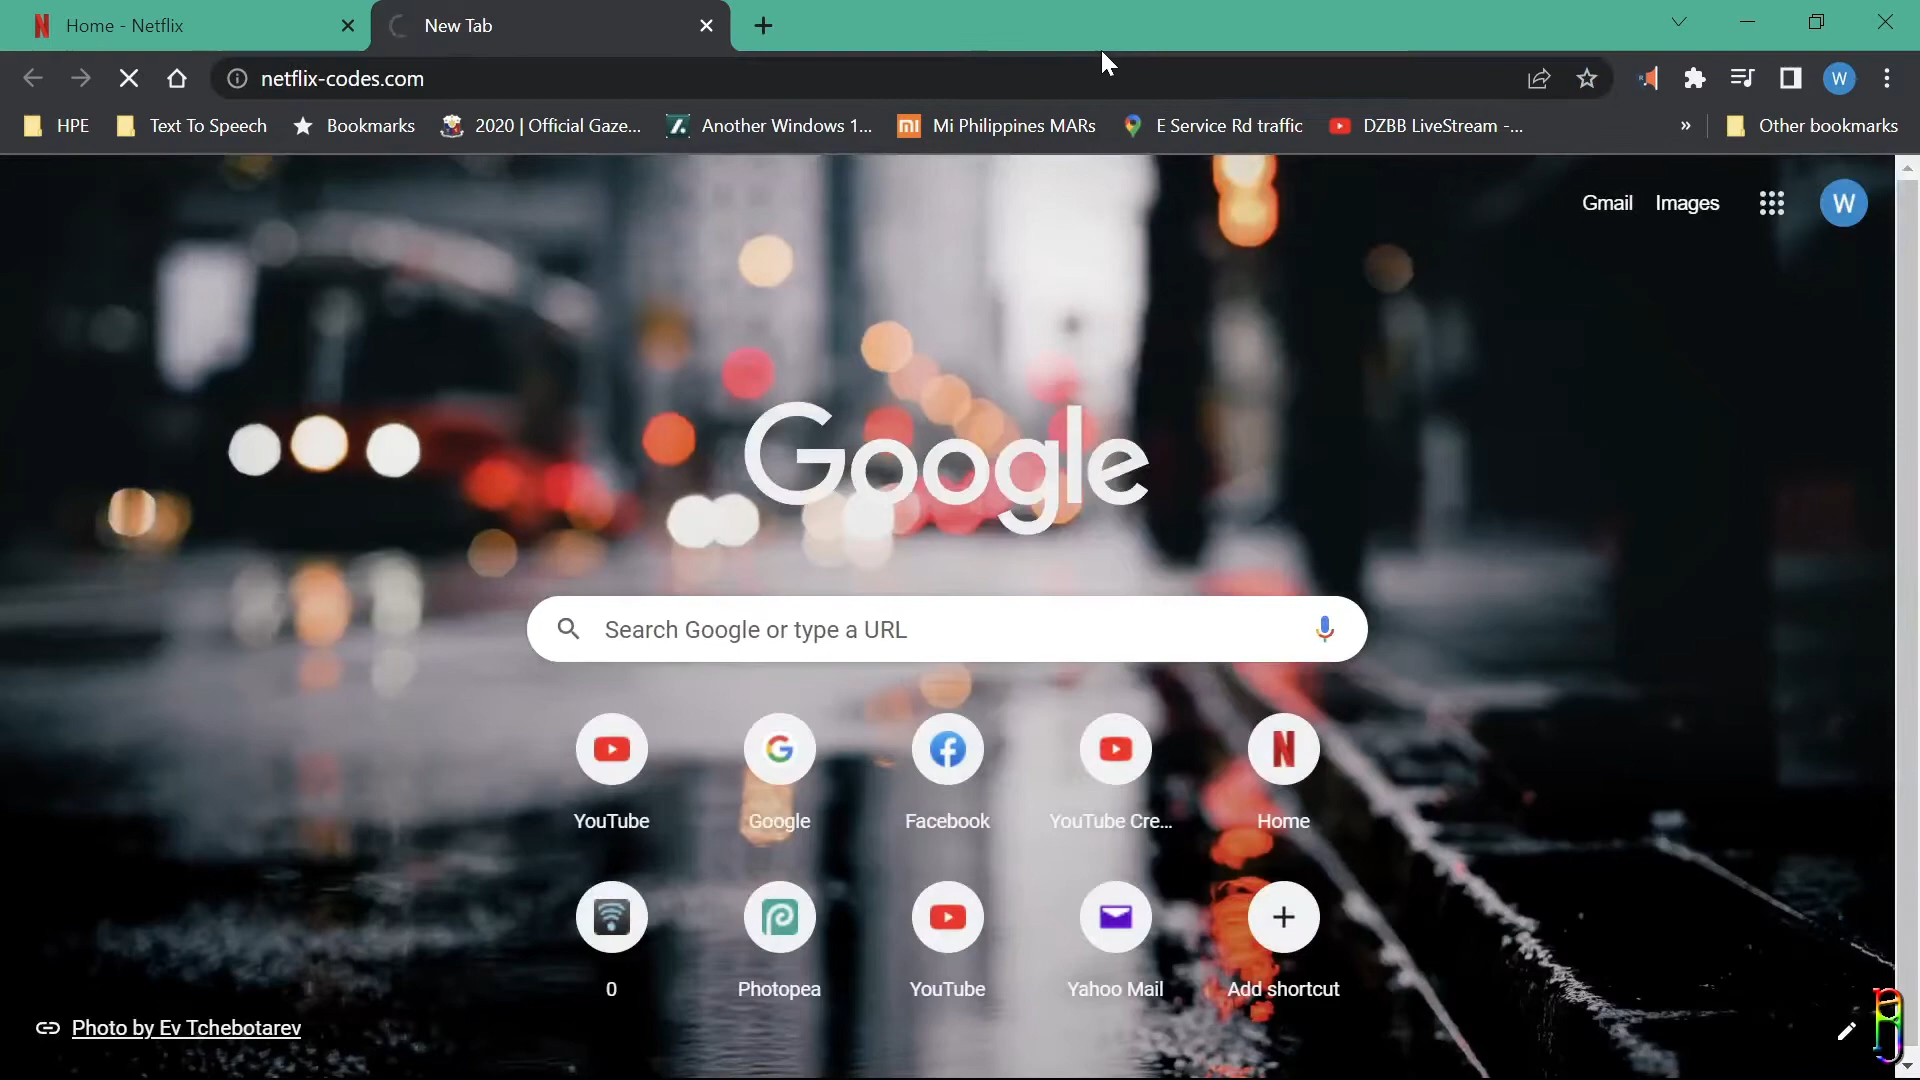 Home - Netflix
New Tab
netflix-codes.com
W
HPE
Text To Speech
Bookmarks
2020 | Official Gaze...
Another Windows 1...
Mi Philippines MARs
E Service Rd traffic
DZBB LiveStream -...
»
Other bookmarks
Gmail
Images
W
Google
Search Google or type a URL
YouTube
Google
Facebook
YouTube Cre...
Home
0
Photopea
YouTube
Yahoo Mail
Add shortcut
Photo by Ev Tchebotarev